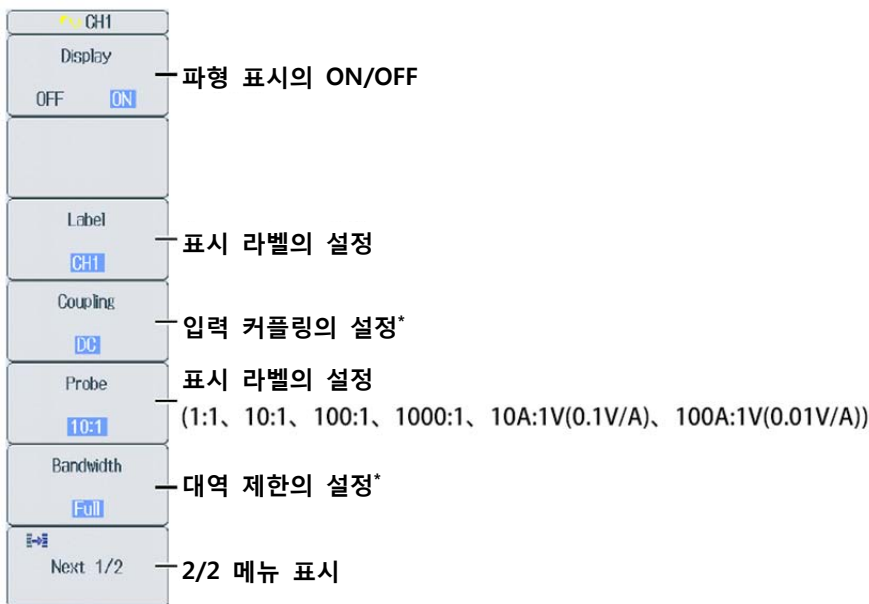 CH1
Display
OFF ON
파형 표시의 ON/OFF
Label
CH1
표시 라벨의 설정
Coupling
DC
입력 커플링의 설정*
Probe
10:1
표시 라벨의 설정
(1:1、10:1、100:1、1000:1、10A:1V(0.1V/A)、100A:1V(0.01V/A))
Bandwidth
Full
대역 제한의 설정*
Next 1/2
2/2 메뉴 표시